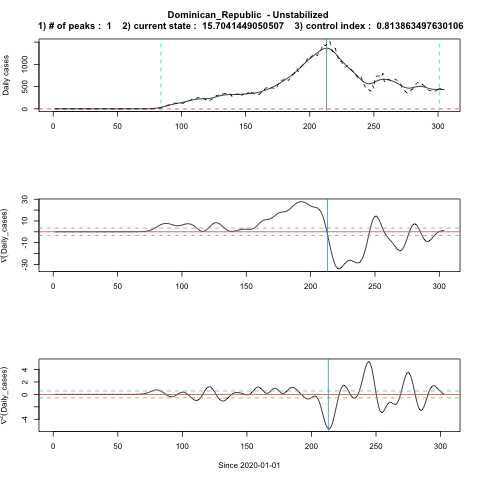 Dominican_Republic - Unstabilized
1) # of peaks : 1 2) current state : 15.7041449050507 3) control index : 0.813863497630106
Daily cases
1000
500
0
0 50 100 150 200 250 300
∇(Daily_cases)
30
10
-10
-30
0 50 100 150 200 250 300
∇²(Daily_cases)
4
2
0
-4
0 50 100 150 200 250 300
Since 2020-01-01